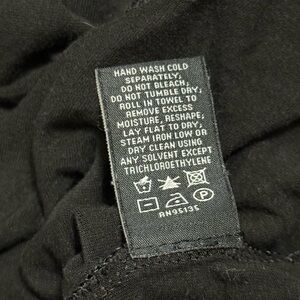 HAND WASH COLD
SEPARATELY;
DO NOT BLEACH;
DO NOT TUMBLE DRY;
ROLL IN TOWEL TO
REMOVE EXCESS
MOISTURE, RESHAPE;
LAY FLAT TO DRY;
STEAM IRON LOW OR
DRY CLEAN USING
ANY SOLVENT EXCEPT
TRICHLOROETHYLENE
P
RN95135